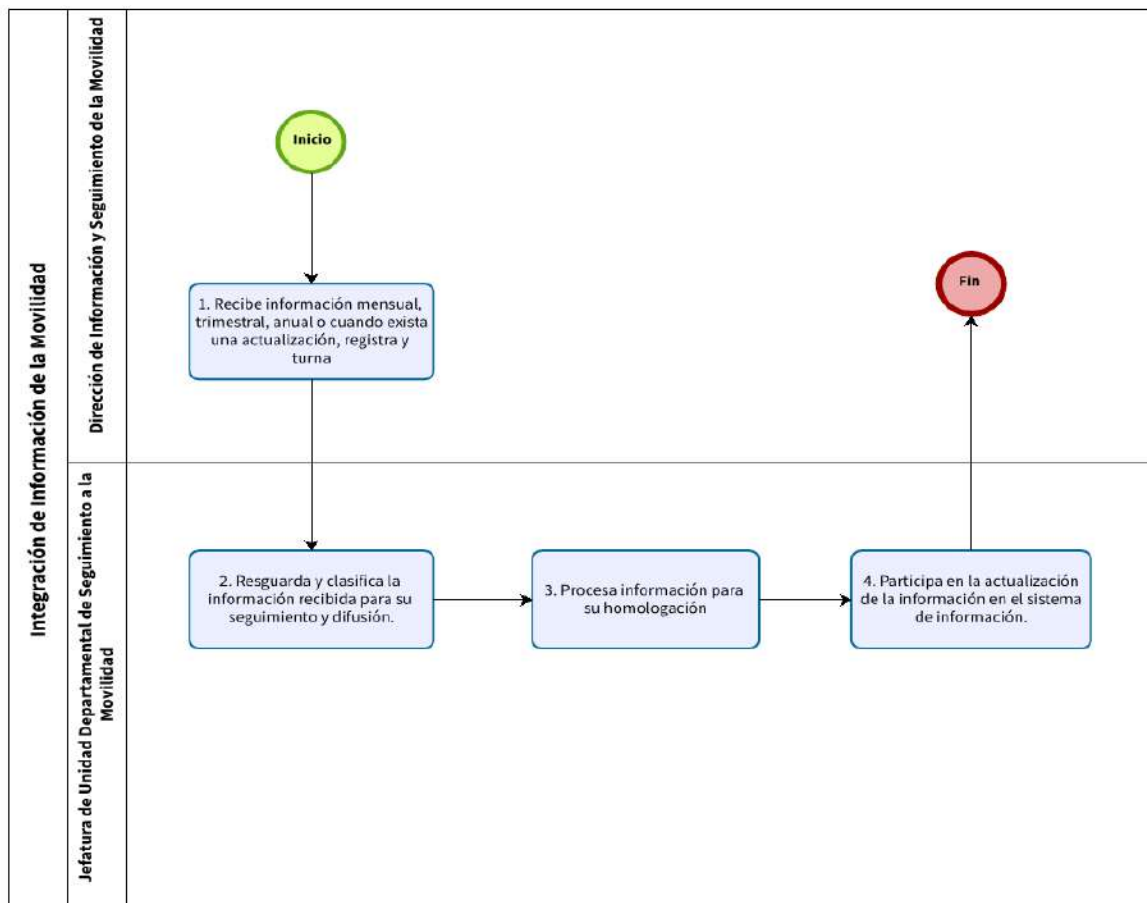 Integración de Información de la Movilidad
Dirección de Información y Seguimiento de la Movilidad
Inicio
1. Recibe información mensual,
trimestral, anual o cuando exista
una actualización, registra y
turna
Fin
Jefatura de Unidad Departamental de Seguimiento a la
Movilidad
2. Resguarda y clasifica la
información recibida para su
seguimiento y difusión.
3. Procesa información para
su homologación
4. Participa en la actualización
de la información en el sistema
de información.